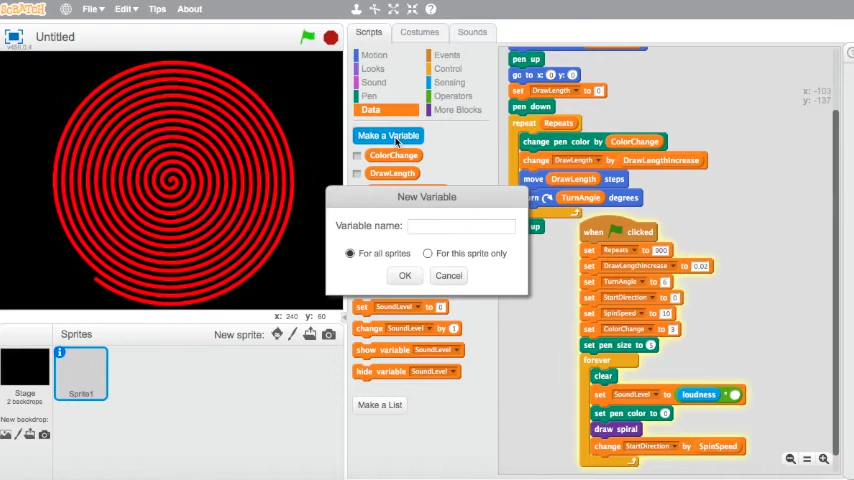 SCRATCH File Edit Tips About
Untitled
v456.0.4
Scripts Costumes Sounds
Motion Events
Looks Control
Sound Sensing
Pen Operators
Data More Blocks
Make a Variable
ColorChange
DrawLength
New Variable
Variable name:
For all sprites For this sprite only
OK Cancel
set SoundLevel to 0
change SoundLevel by 1
show variable SoundLevel
hide variable SoundLevel
Make a List
x: 240 y: 60
Sprites New sprite:
Stage
2 backdrops
Sprite1
New backdrop:
pen up
go to x: 0 y: 0
set DrawLength to 0
pen down
repeat Repeats
change pen color by ColorChange
change DrawLength by DrawLengthIncrease
move DrawLength steps
TurnAngle degrees
up
when clicked
set Repeats to 900
set DrawLengthIncrease to 0.02
set TurnAngle to 6
set StartDirection to 0
set SpinSpeed to 10
set ColorChange to 3
set pen size to 5
forever
clear
set SoundLevel to loudness *
set pen color to 0
draw spiral
change StartDirection by SpinSpeed
x: -103
y: -137